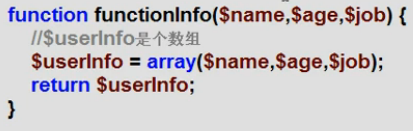 function functionInfo($name,$age,$job) {
//$userInfo是个数组
$userInfo = array($name,$age,$job);
return $userInfo;
}